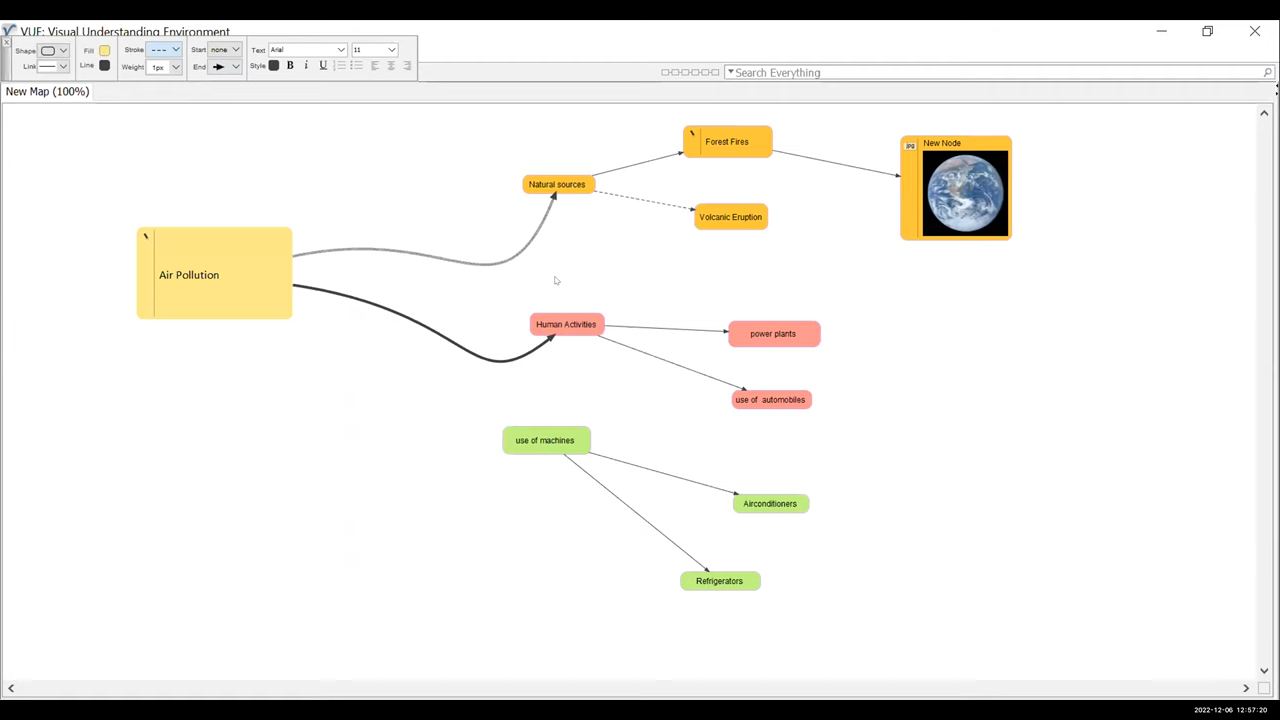 VUE: Visual Understanding Environment
Shape: Fill Stroke: Start none Text Arial 11
Link: Line Weight: 1px End: Style: B I U
Search Everything
New Map (100%)
Forest Fires
jpg New Node
Natural sources
Volcanic Eruption
Air Pollution
Human Activities
power plants
use of automobiles
use of machines
Airconditioners
Refrigerators
2022-12-06 12:57:20